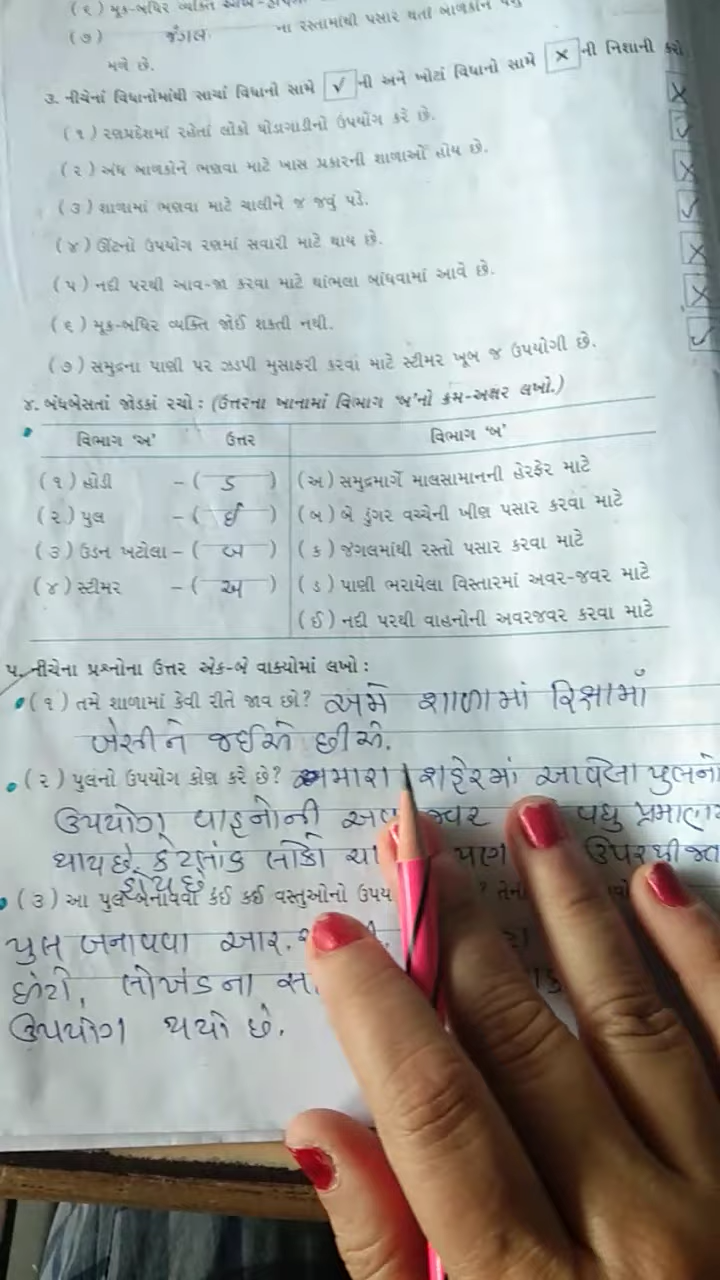 (૬) મૂક-બધિર વ્યક્તિ
(૭) જંગલ ના રસ્તામાંથી પસાર થતા બાળકોને
મળે છે.
૩. નીચેનાં વિધાનોમાંથી સાચાં વિધાનો સામે √ ની અને ખોટાં વિધાનો સામે × ની નિશાની કરો
(૧) રણપ્રદેશમાં રહેતાં લોકો ઘોડાગાડીનો ઉપયોગ કરે છે. ×
(૨) અંધ બાળકોને ભણવા માટે ખાસ પ્રકારની શાળાઓ હોય છે. √
(૩) શાળામાં ભણવા માટે ચાલીને જ જવું પડે. ×
(૪) ઊંટનો ઉપયોગ રણમાં સવારી માટે થાય છે. √
(૫) નદી પરથી આવ-જા કરવા માટે થાંભલા બાંધવામાં આવે છે. ×
(૬) મૂક-બધિર વ્યક્તિ જોઈ શકતી નથી. ×
(૭) સમુદ્રના પાણી પર ઝડપી મુસાફરી કરવા માટે સ્ટીમર ખૂબ જ ઉપયોગી છે. √
૪. બંધબેસતાં જોડકાં રચો : (ઉત્તરના ખાનામાં વિભાગ 'બ'નો ક્રમ-અક્ષર લખો.)
વિભાગ 'અ' ઉત્તર વિભાગ 'બ'
(૧) હોડી – ( ડ ) (અ) સમુદ્રમાર્ગે માલસામાનની હેરફેર માટે
(૨) પુલ – ( ઈ ) (બ) બે ડુંગર વચ્ચેની ખીણ પસાર કરવા માટે
(૩) ઉડન ખટોલા – ( બ ) (ક) જંગલમાંથી રસ્તો પસાર કરવા માટે
(૪) સ્ટીમર – ( અ ) (ડ) પાણી ભરાયેલા વિસ્તારમાં અવર-જવર માટે
(ઈ) નદી પરથી વાહનોની અવરજવર કરવા માટે
૫. નીચેના પ્રશ્નોના ઉત્તર એક-બે વાક્યોમાં લખો :
(૧) તમે શાળામાં કેવી રીતે જાવ છો? અમે શાળામાં રિક્ષામાં
બેસીને જઈએ છીએ.
(૨) પુલનો ઉપયોગ કોણ કરે છે? અમારા શહેરમાં આવેલા પુલનો
ઉપયોગ વાહનોની વધુ પ્રમાણ
થાય છે. કેટલાંક લોકો પણ
હોય છે
(૩) આ પુલ બનાવવા કઈ કઈ વસ્તુઓનો
પુલ બનાવવા આર.
ઈંટો, લોખંડના
ઉપયોગ થયો છે.